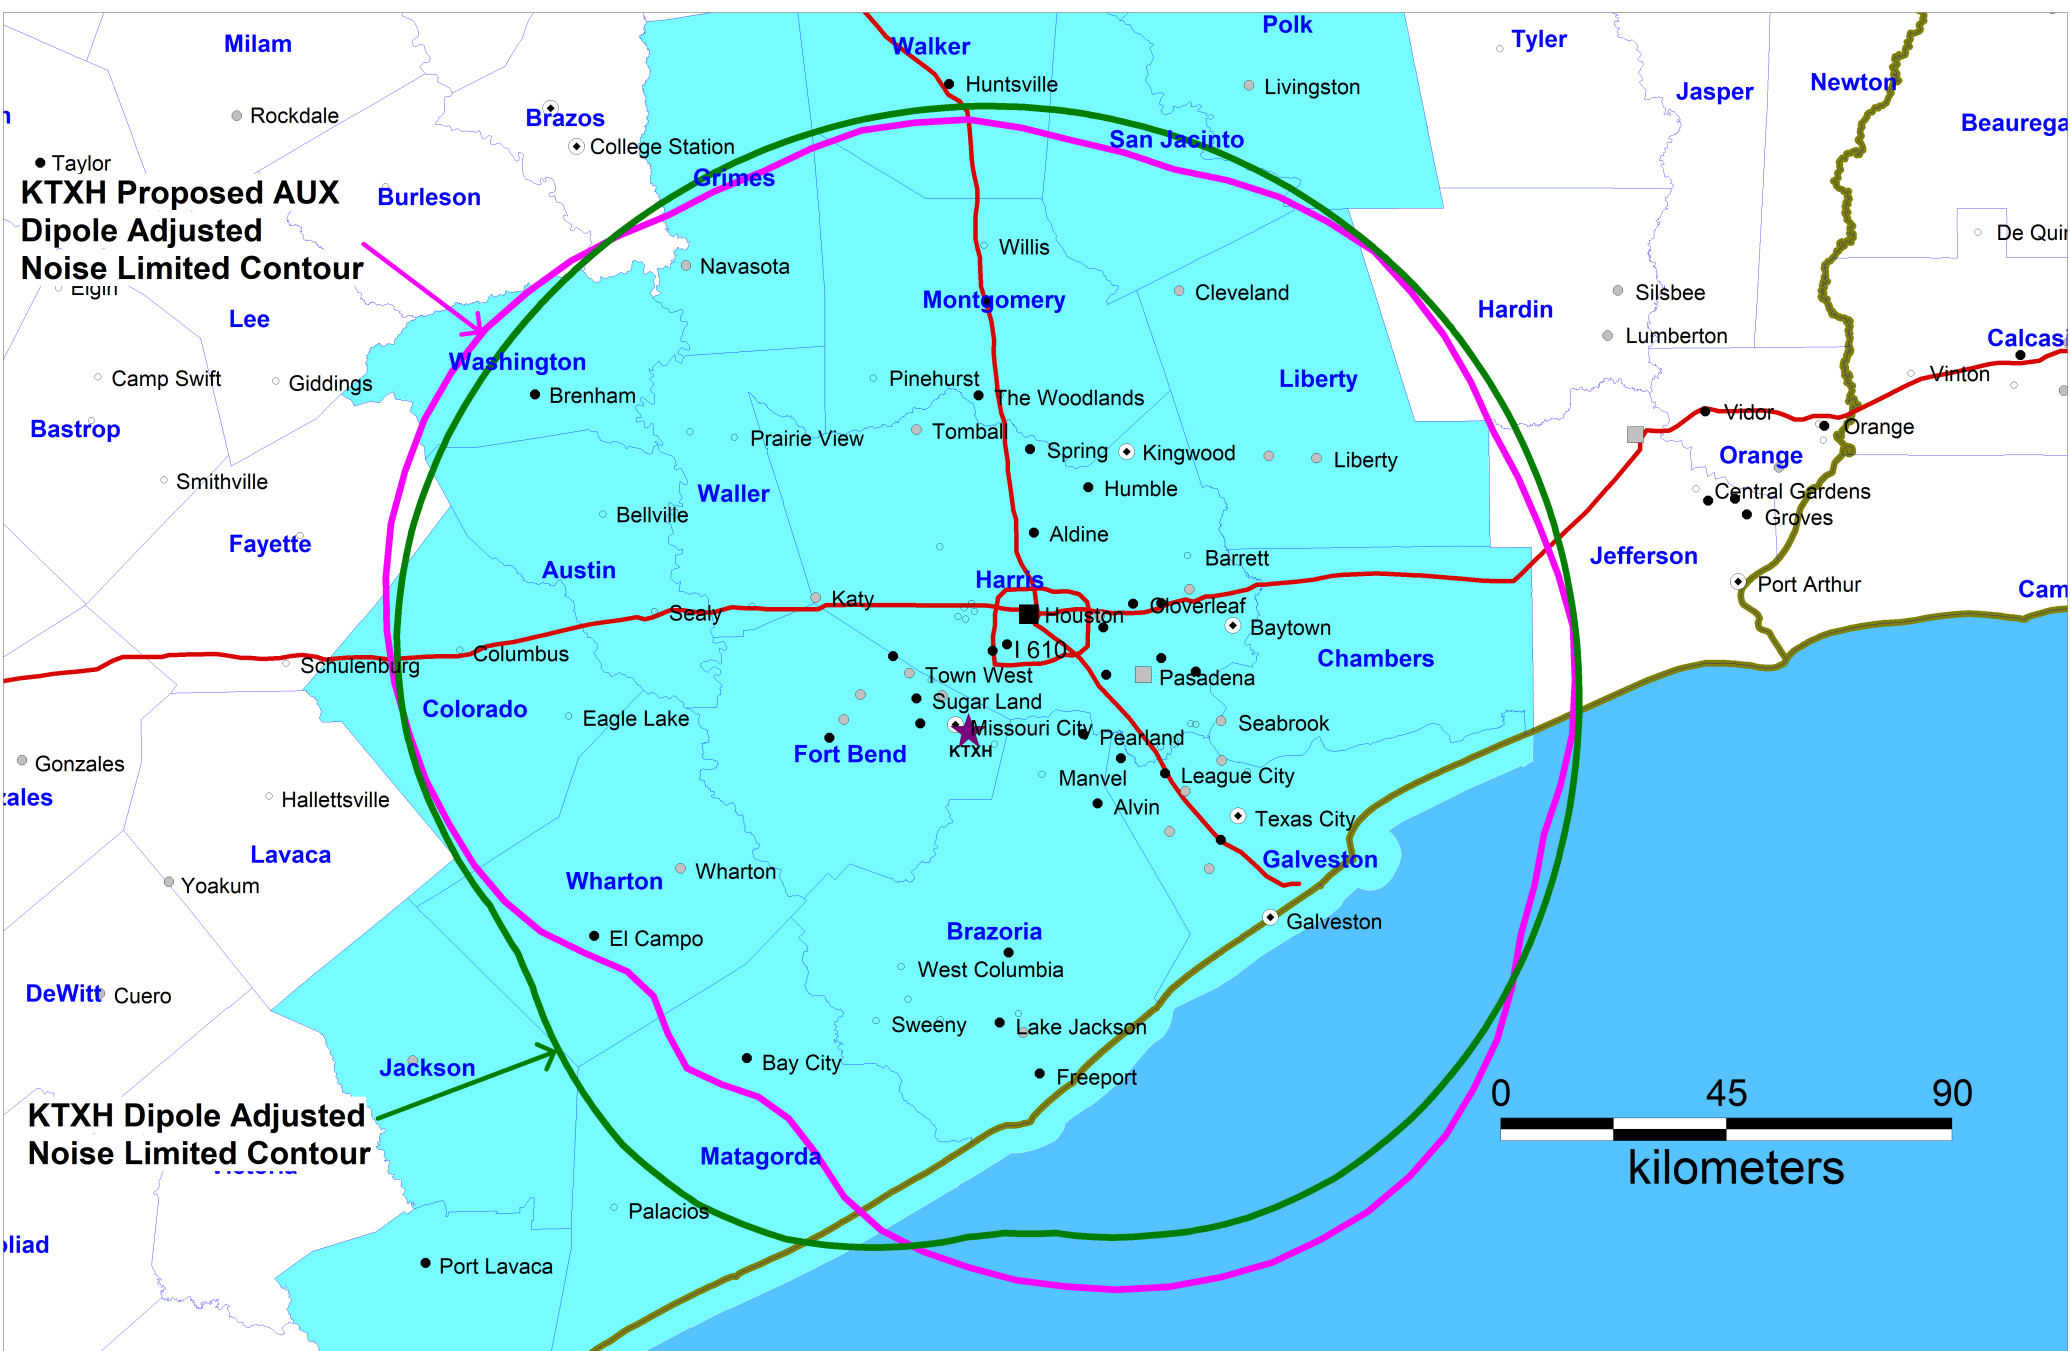 Polk
Milam
Walker
Tyler
Huntsville
Livingston
Jasper
Newton
Rockdale
Brazos
Beaurega
College Station
San Jacinto
Taylor
Grimes
KTXH Proposed AUX
Dipole Adjusted
Noise Limited Contour
Burleson
De Quin
Willis
Navasota
Elgin
Cleveland
Silsbee
Montgomery
Hardin
Lee
Lumberton
Calcasi
Washington
Camp Swift
Giddings
Pinehurst
Liberty
Vinton
Brenham
The Woodlands
Vidor
Bastrop
Prairie View
Tomball
Orange
Spring
Kingwood
Liberty
Orange
Smithville
Waller
Humble
Central Gardens
Bellville
Groves
Aldine
Fayette
Barrett
Jefferson
Austin
Harris
Port Arthur
Cam
Katy
Sealy
Cloverleaf
Houston
Baytown
I 610
Columbus
Chambers
Schulenburg
Town West
Pasadena
Sugar Land
Colorado
Eagle Lake
Missouri City
Seabrook
Pearland
KTXH
Fort Bend
Gonzales
Manvel
League City
zales
Hallettsville
Alvin
Texas City
Lavaca
Galveston
Wharton
Wharton
Yoakum
Galveston
Brazoria
El Campo
West Columbia
DeWitt
Cuero
Sweeny
Lake Jackson
Bay City
Jackson
Freeport
0 45 90
KTXH Dipole Adjusted
Noise Limited Contour
Matagorda
kilometers
Victoria
Palacios
oliad
Port Lavaca